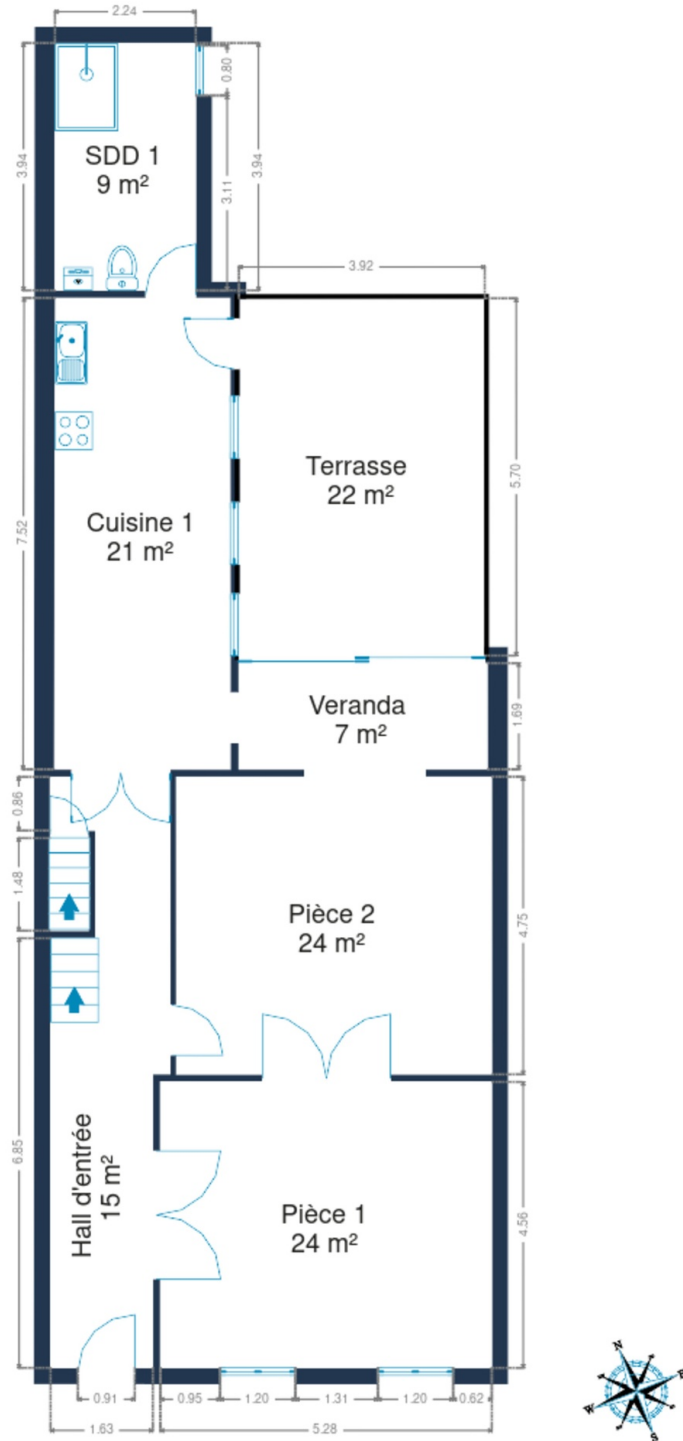 2.24
0.80
3.94
3.11
3.94
SDD 1
9 m²
3.92
7.52
5.70
Terrasse
22 m²
Cuisine 1
21 m²
Veranda
7 m²
1.69
0.86
1.48
Pièce 2
24 m²
4.75
6.85
Hall d'entrée
15 m²
Pièce 1
24 m²
4.56
0.91
0.95
1.20
1.31
1.20
0.62
1.63
5.28
N
E
S
W